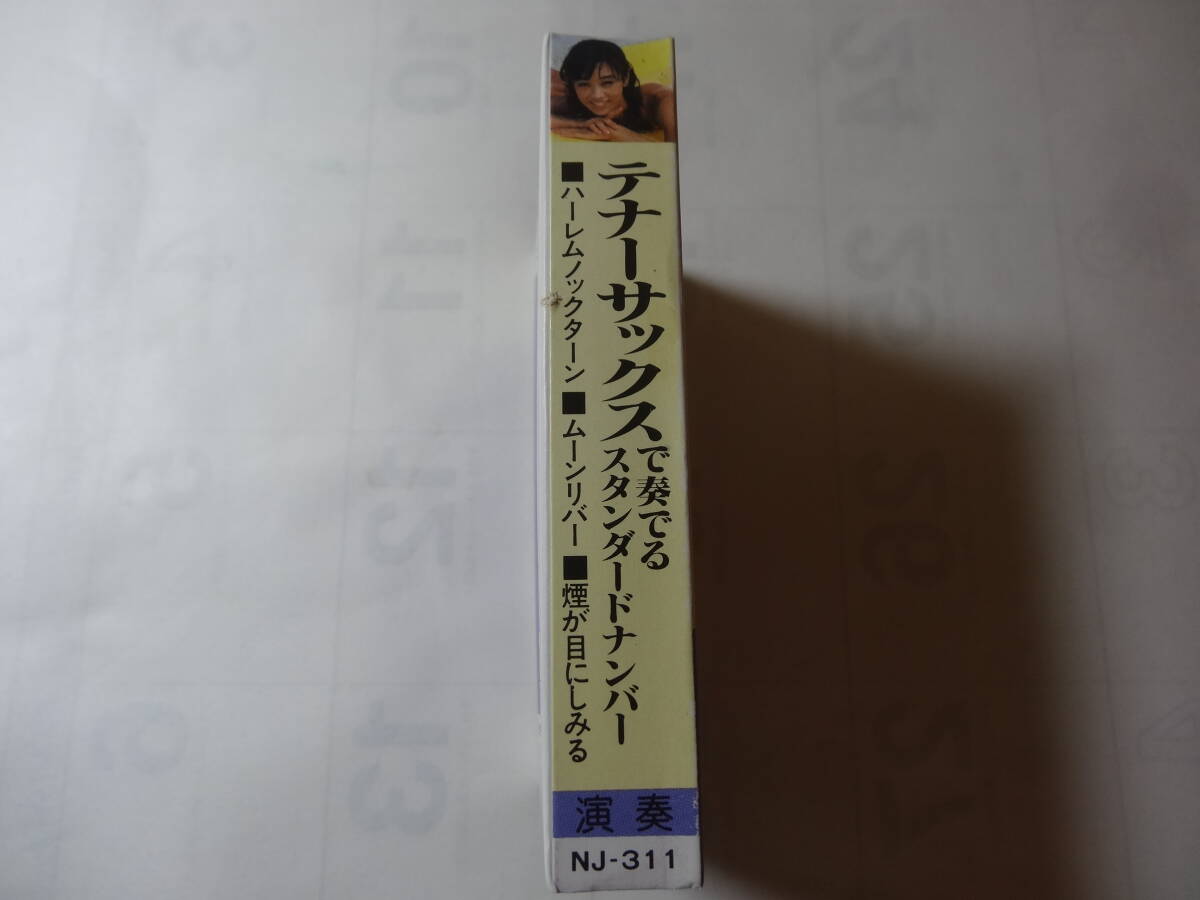 テナーサックスで奏でる
スタンダードナンバー
■ハーレムノックターン■ムーンリバー■煙が目にしみる
演奏
NJ-311